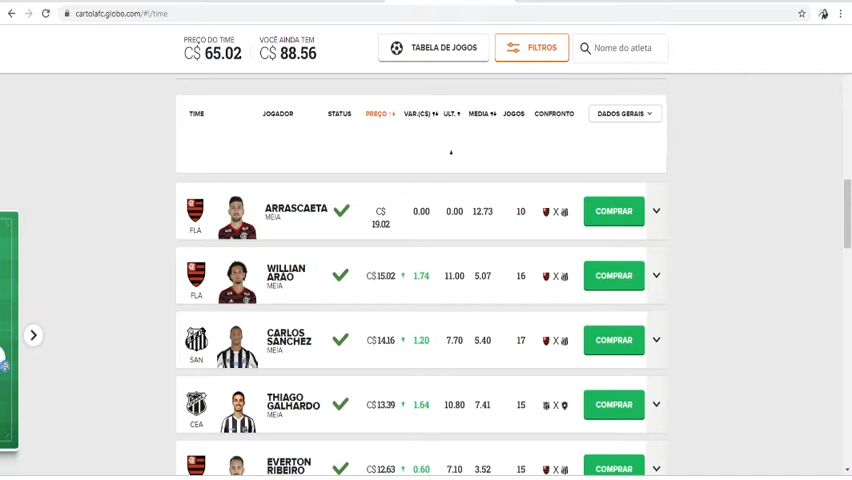 cartolafc.globo.com/#!/time
PREÇO DO TIME
C$ 65.02
VOCÊ AINDA TEM
C$ 88.56
TABELA DE JOGOS
FILTROS
Nome do atleta
TIME JOGADOR STATUS PREÇO VAR.(C$) ULT. MÉDIA JOGOS CONFRONTO DADOS GERAIS
FLA ARRASCAETA MEIA C$ 19.02 0.00 0.00 12.73 10 X COMPRAR
FLA WILLIAN ARÃO MEIA C$ 15.02 1.74 11.00 5.07 16 X COMPRAR
SAN CARLOS SÁNCHEZ MEIA C$ 14.16 1.20 7.70 5.40 17 X COMPRAR
CEA THIAGO GALHARDO MEIA C$ 13.39 1.64 10.80 7.41 15 X COMPRAR
EVERTON RIBEIRO C$ 12.63 0.60 7.10 3.52 15 X COMPRAR